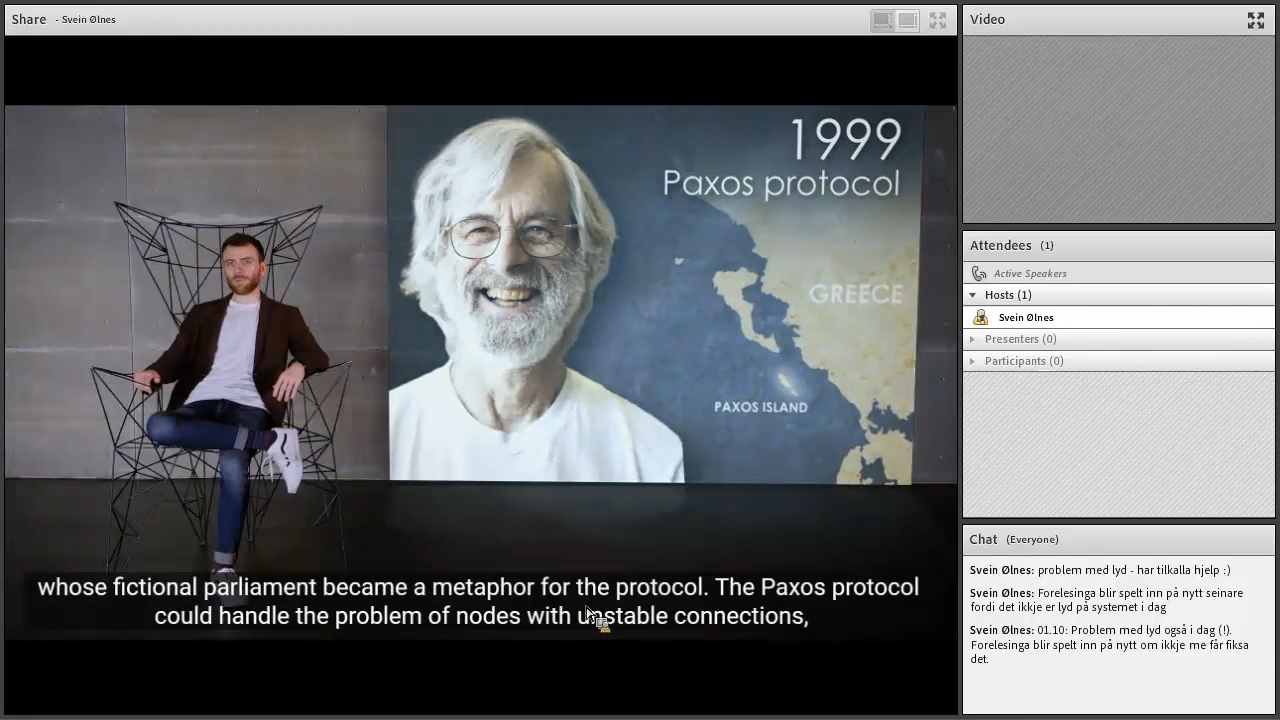 Share - Svein Ølnes
1999
Paxos protocol
GREECE
PAXOS ISLAND
whose fictional parliament became a metaphor for the protocol. The Paxos protocol
could handle the problem of nodes with unstable connections,
Video
Attendees (1)
Active Speakers
Hosts (1)
Svein Ølnes
Presenters (0)
Participants (0)
Chat (Everyone)
Svein Ølnes: problem med lyd - har tilkalla hjelp :)
Svein Ølnes: Forelesinga blir spelt inn på nytt seinare
fordi det ikkje er lyd på systemet i dag
Svein Ølnes: 01.10: Problem med lyd også i dag (!).
Forelesinga blir spelt inn på nytt om ikkje me får fiksa
det.